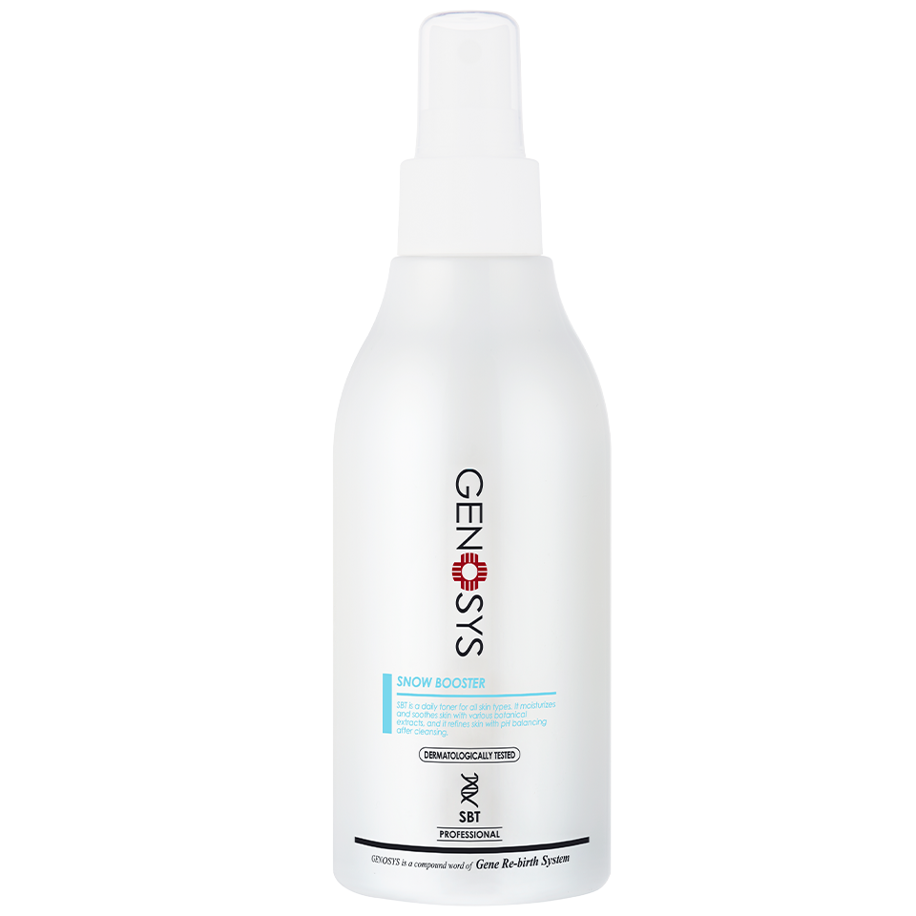 GENOSYS
SNOW BOOSTER
SBT is a daily toner for all skin types. It moisturizes
and soothes skin with various botanical
extracts, and it refines skin with pH balancing
after cleansing.
DERMATOLOGICALLY TESTED
SBT
PROFESSIONAL
GENOSYS is a compound word of Gene Re-birth System